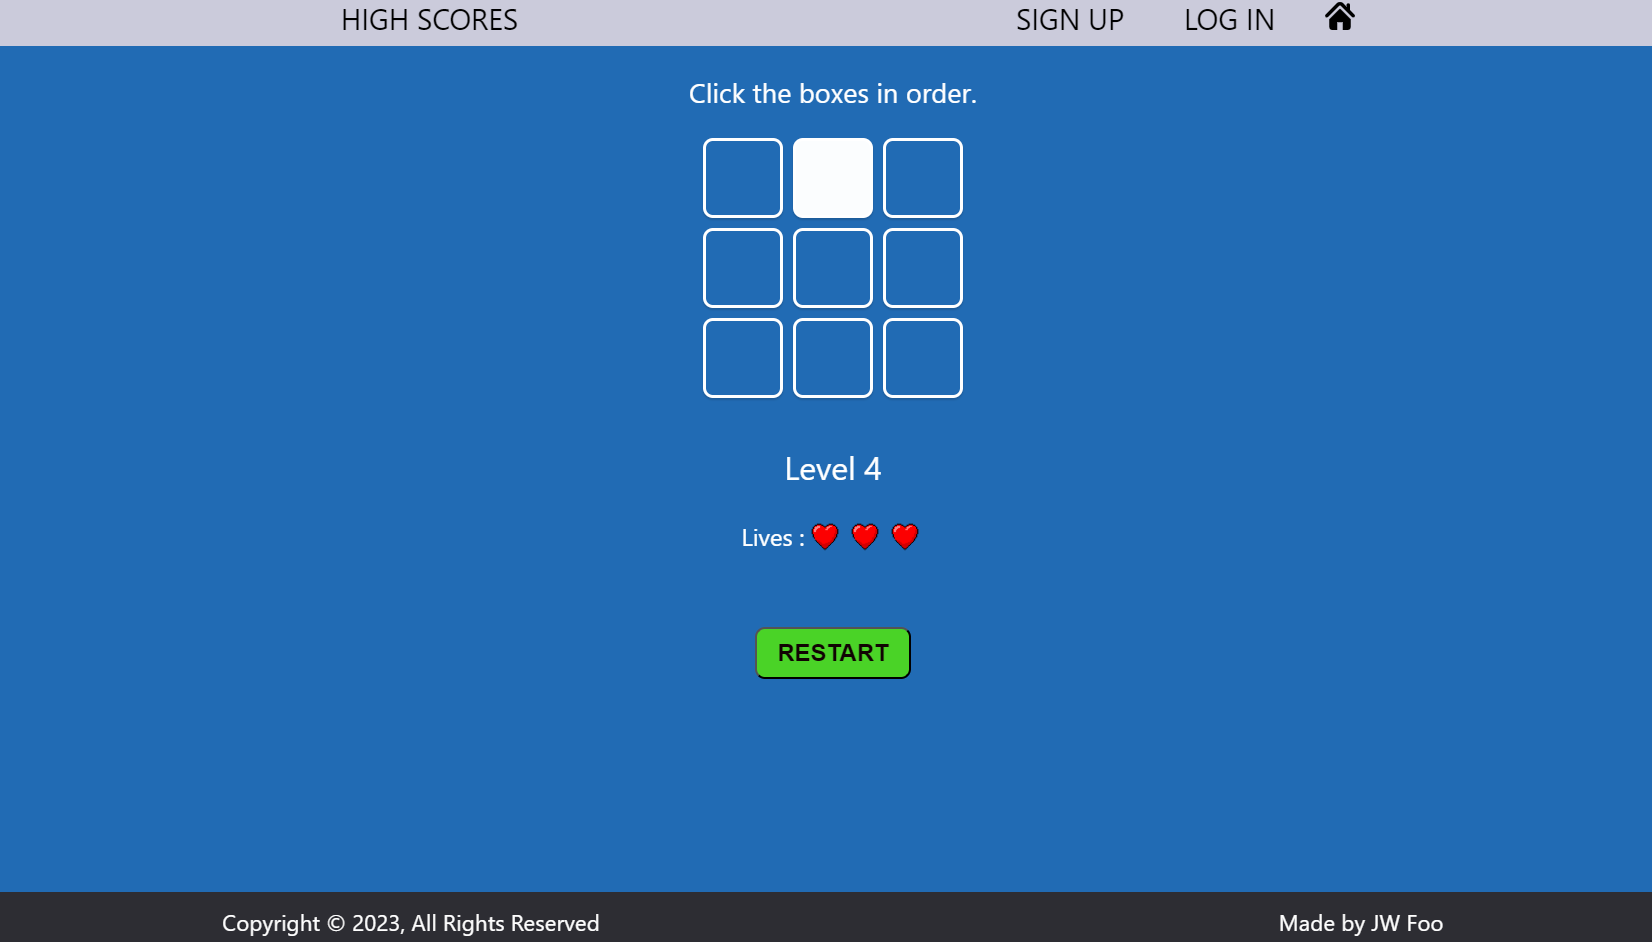 HIGH SCORES SIGN UP LOG IN
Click the boxes in order.
Level 4
Lives :
RESTART
Copyright © 2023, All Rights Reserved Made by JW Foo